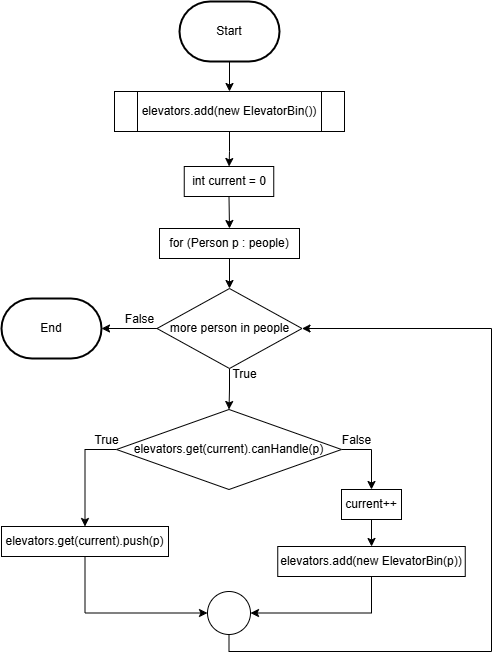 Start
elevators.add(new ElevatorBin())
int current = 0
for (Person p : people)
End
False
more person in people
True
True
elevators.get(current).canHandle(p)
False
current++
elevators.get(current).push(p)
elevators.add(new ElevatorBin(p))